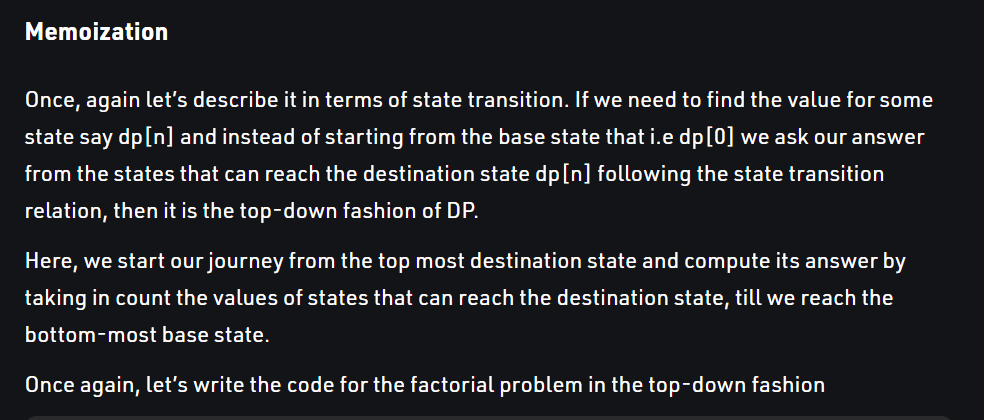 Memoization
Once, again let's describe it in terms of state transition. If we need to find the value for some
state say dp[n] and instead of starting from the base state that i.e dp[0] we ask our answer
from the states that can reach the destination state dp[n] following the state transition
relation, then it is the top-down fashion of DP.
Here, we start our journey from the top most destination state and compute its answer by
taking in count the values of states that can reach the destination state, till we reach the
bottom-most base state.
Once again, let's write the code for the factorial problem in the top-down fashion